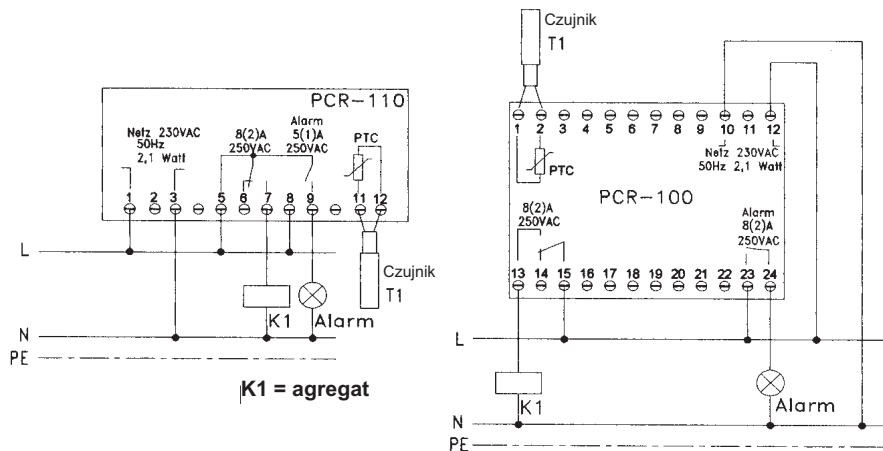 Czujnik
T1
PCR-110
Netz 230VAC
50Hz
2,1 Watt
8(2)A
250VAC
Alarm
5(1)A
250VAC
PTC
1 2 3 5 6 7 8 9 11 12
L
K1
Alarm
Czujnik
T1
N
PE
K1 = agregat
1 2 3 4 5 6 7 8 9 10 11 12
PTC
Netz 230VAC
50Hz 2,1 Watt
PCR-100
8(2)A
250VAC
Alarm
8(2)A
250VAC
13 14 15 16 17 18 19 20 21 22 23 24
L
K1
Alarm
N
PE